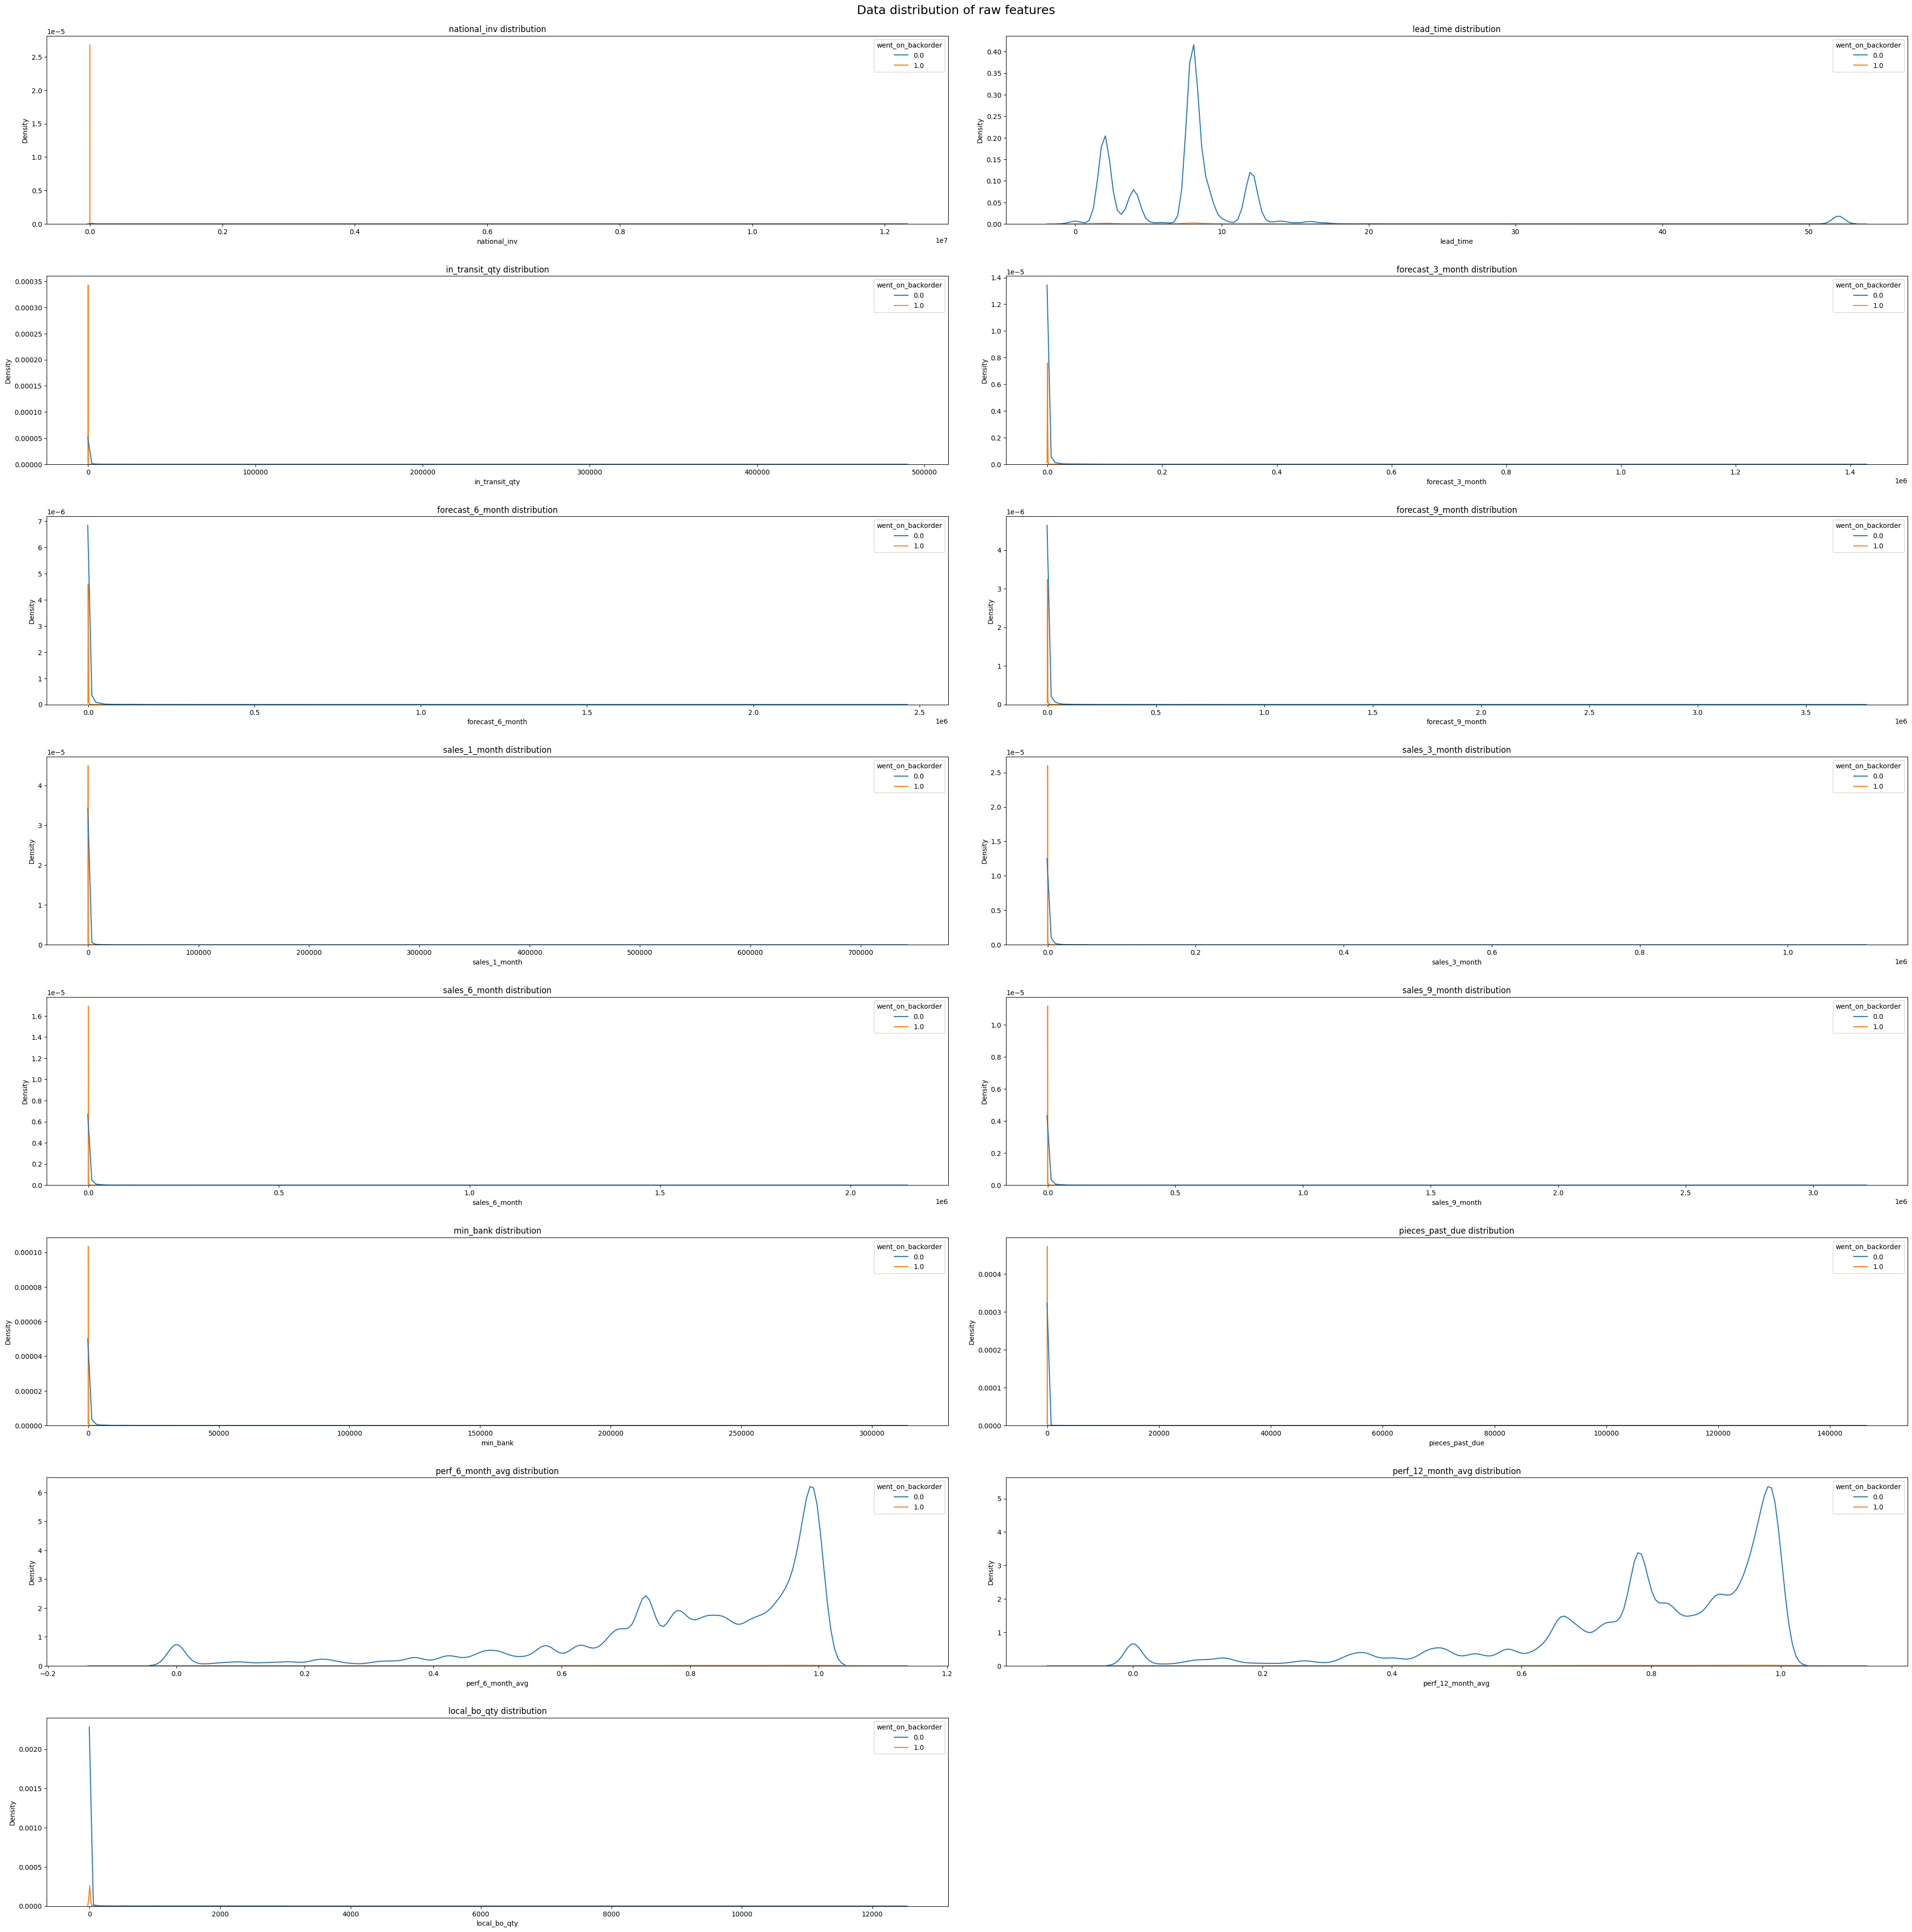 Data distribution of raw features
national_inv distribution
1e−5
went_on_backorder
0.0
1.0
Density
2.5
2.0
1.5
1.0
0.5
0.0
0.0 0.2 0.4 0.6 0.8 1.0 1.2
1e7
national_inv
lead_time distribution
went_on_backorder
0.0
1.0
Density
0.40
0.35
0.30
0.25
0.20
0.15
0.10
0.05
0.00
0 10 20 30 40 50
lead_time
in_transit_qty distribution
went_on_backorder
0.0
1.0
Density
0.00035
0.00030
0.00025
0.00020
0.00015
0.00010
0.00005
0.00000
0 100000 200000 300000 400000 500000
in_transit_qty
forecast_3_month distribution
1e−5
went_on_backorder
0.0
1.0
Density
1.4
1.2
1.0
0.8
0.6
0.4
0.2
0.0
0.0 0.2 0.4 0.6 0.8 1.0 1.2 1.4
1e6
forecast_3_month
forecast_6_month distribution
1e−6
went_on_backorder
0.0
1.0
Density
7
6
5
4
3
2
1
0
0.0 0.5 1.0 1.5 2.0 2.5
1e6
forecast_6_month
forecast_9_month distribution
1e−6
went_on_backorder
0.0
1.0
Density
4
3
2
1
0
0.0 0.5 1.0 1.5 2.0 2.5 3.0 3.5
1e6
forecast_9_month
sales_1_month distribution
1e−5
went_on_backorder
0.0
1.0
Density
4
3
2
1
0
0 100000 200000 300000 400000 500000 600000 700000
sales_1_month
sales_3_month distribution
1e−5
went_on_backorder
0.0
1.0
Density
2.5
2.0
1.5
1.0
0.5
0.0
0.0 0.2 0.4 0.6 0.8 1.0
1e6
sales_3_month
sales_6_month distribution
1e−5
went_on_backorder
0.0
1.0
Density
1.6
1.4
1.2
1.0
0.8
0.6
0.4
0.2
0.0
0.0 0.5 1.0 1.5 2.0
1e6
sales_6_month
sales_9_month distribution
1e−5
went_on_backorder
0.0
1.0
Density
1.0
0.8
0.6
0.4
0.2
0.0
0.0 0.5 1.0 1.5 2.0 2.5 3.0
1e6
sales_9_month
min_bank distribution
went_on_backorder
0.0
1.0
Density
0.00010
0.00008
0.00006
0.00004
0.00002
0.00000
0 50000 100000 150000 200000 250000 300000
min_bank
pieces_past_due distribution
went_on_backorder
0.0
1.0
Density
0.0004
0.0003
0.0002
0.0001
0.0000
0 20000 40000 60000 80000 100000 120000 140000
pieces_past_due
perf_6_month_avg distribution
went_on_backorder
0.0
1.0
Density
6
5
4
3
2
1
0
−0.2 0.0 0.2 0.4 0.6 0.8 1.0 1.2
perf_6_month_avg
perf_12_month_avg distribution
went_on_backorder
0.0
1.0
Density
5
4
3
2
1
0
0.0 0.2 0.4 0.6 0.8 1.0
perf_12_month_avg
local_bo_qty distribution
went_on_backorder
0.0
1.0
Density
0.0020
0.0015
0.0010
0.0005
0.0000
0 2000 4000 6000 8000 10000 12000
local_bo_qty